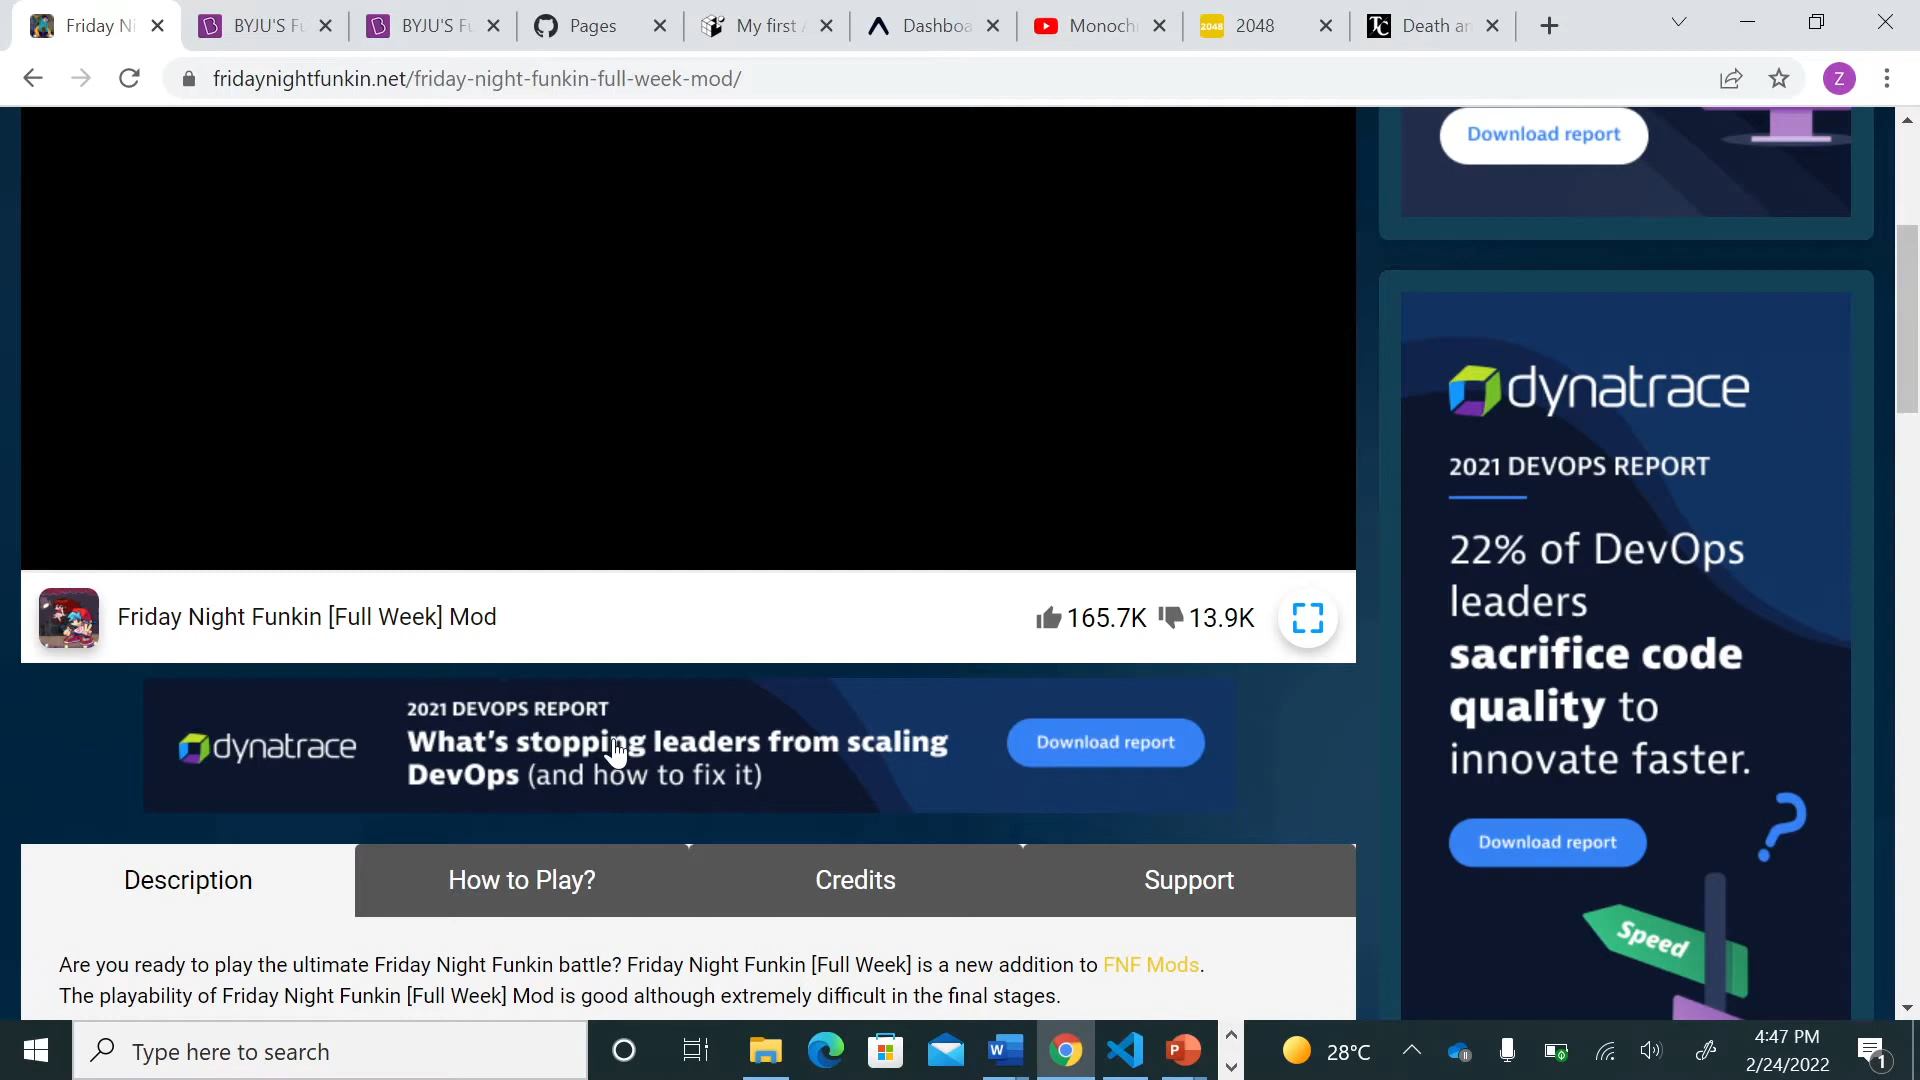 Friday Ni
BYJU'S Fu
BYJU'S Fu
Pages
My first A
Dashboa
Monoch
2048
2048
TC
Death an
fridaynightfunkin.net/friday-night-funkin-full-week-mod/
Z
Download report
dynatrace
2021 DEVOPS REPORT
22% of DevOps
leaders
sacrifice code
quality to
innovate faster.
Download report
?
Speed
Friday Night Funkin [Full Week] Mod
165.7K
13.9K
dynatrace
2021 DEVOPS REPORT
What's stopping leaders from scaling
DevOps (and how to fix it)
Download report
Description
How to Play?
Credits
Support
Are you ready to play the ultimate Friday Night Funkin battle? Friday Night Funkin [Full Week] is a new addition to FNF Mods.
The playability of Friday Night Funkin [Full Week] Mod is good although extremely difficult in the final stages.
Type here to search
28°C
4:47 PM
2/24/2022
1